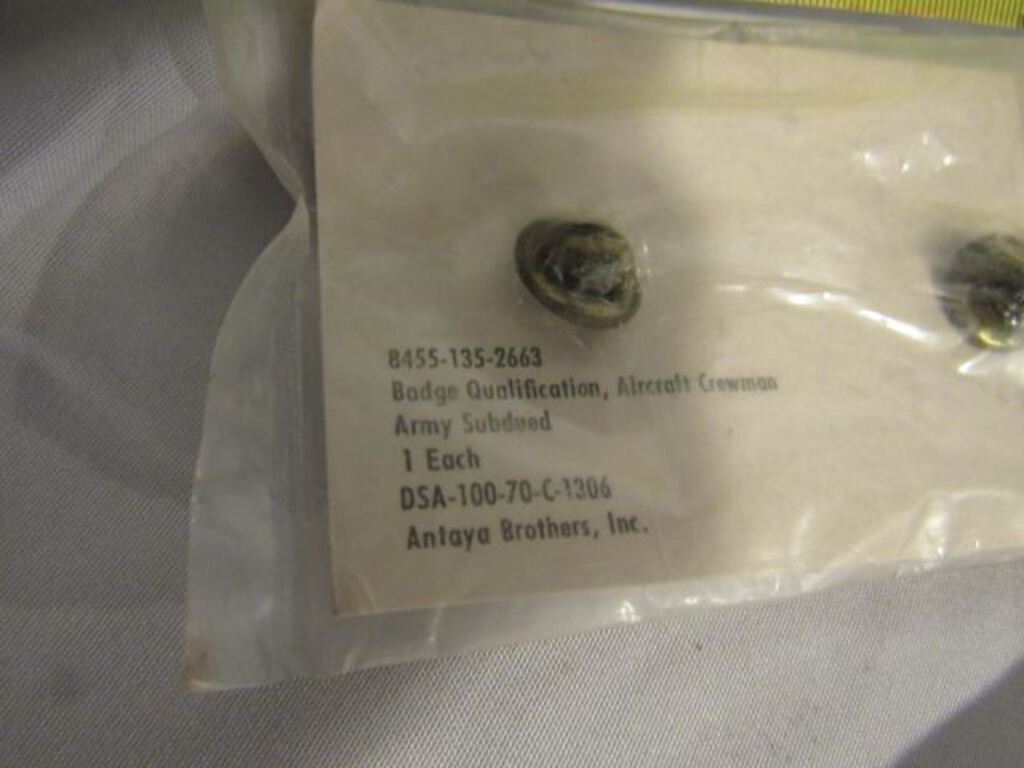 8455-135-2663
Badge Qualification, Aircraft Crewman
Army Subdued
1 Each
DSA-100-70-C-1306
Antaya Brothers, Inc.